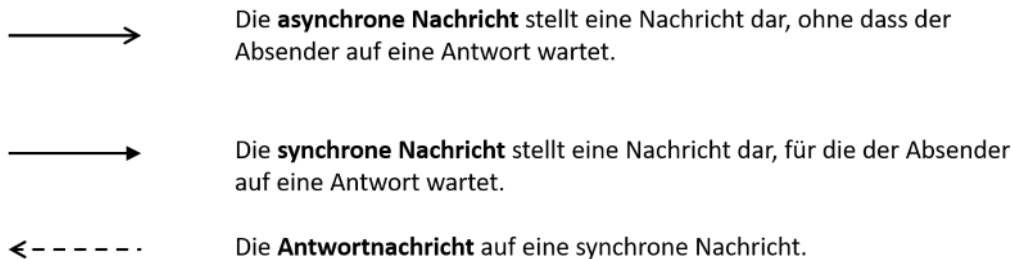 Die asynchrone Nachricht stellt eine Nachricht dar, ohne dass der
Absender auf eine Antwort wartet.
Die synchrone Nachricht stellt eine Nachricht dar, für die der Absender
auf eine Antwort wartet.
Die Antwortnachricht auf eine synchrone Nachricht.